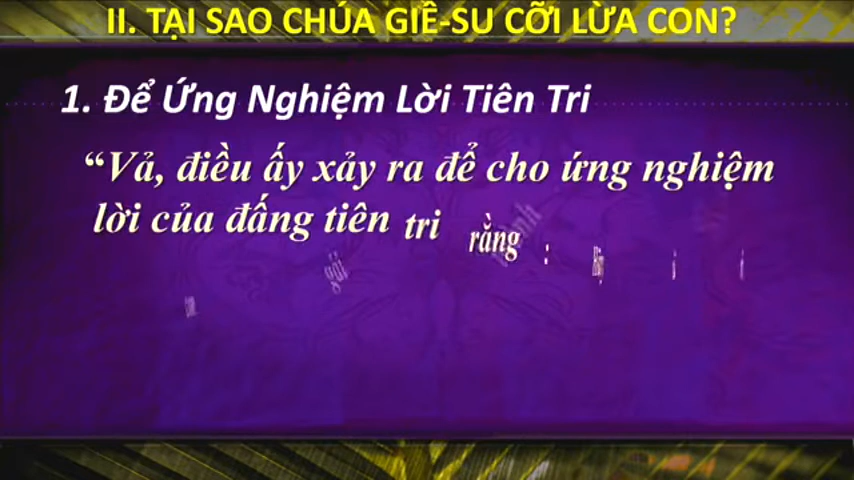 II. TẠI SAO CHÚA GIÊ-SU CỠI LỪA CON?
1. Để Ứng Nghiệm Lời Tiên Tri
“Vả, điều ấy xảy ra để cho ứng nghiệm
lời của đấng tiên tri rằng :
gõi